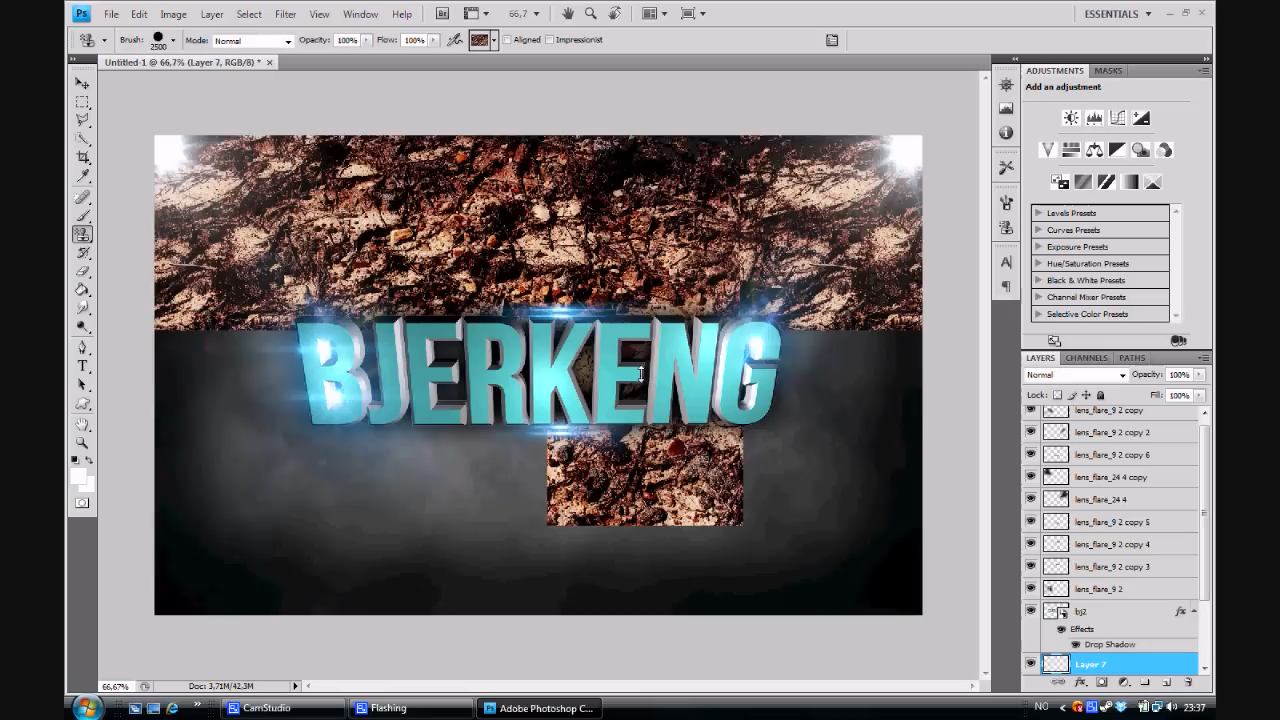 Ps File Edit Image Layer Select Filter View Window Help Br 66,7 ESSENTIALS
Brush: 2500 Mode: Normal Opacity: 100% Flow: 100% Aligned Impressionist
Untitled-1 @ 66,7% (Layer 7, RGB/8) *
ADJUSTMENTS MASKS
Add an adjustment
Levels Presets
Curves Presets
Exposure Presets
Hue/Saturation Presets
Black & White Presets
Channel Mixer Presets
Selective Color Presets
BJERKENG
LAYERS CHANNELS PATHS
Normal Opacity: 100%
Lock: Fill: 100%
lens_flare_9 2 copy
lens_flare_9 2 copy 2
lens_flare_9 2 copy 6
lens_flare_24 4 copy
lens_flare_24 4
lens_flare_9 2 copy 5
lens_flare_9 2 copy 4
lens_flare_9 2 copy 3
lens_flare_9 2
bj2 fx
Effects
Drop Shadow
Layer 7
66,67% Doc: 3,71M/42,3M
CamStudio Flashing Adobe Photoshop C... NO 23:37